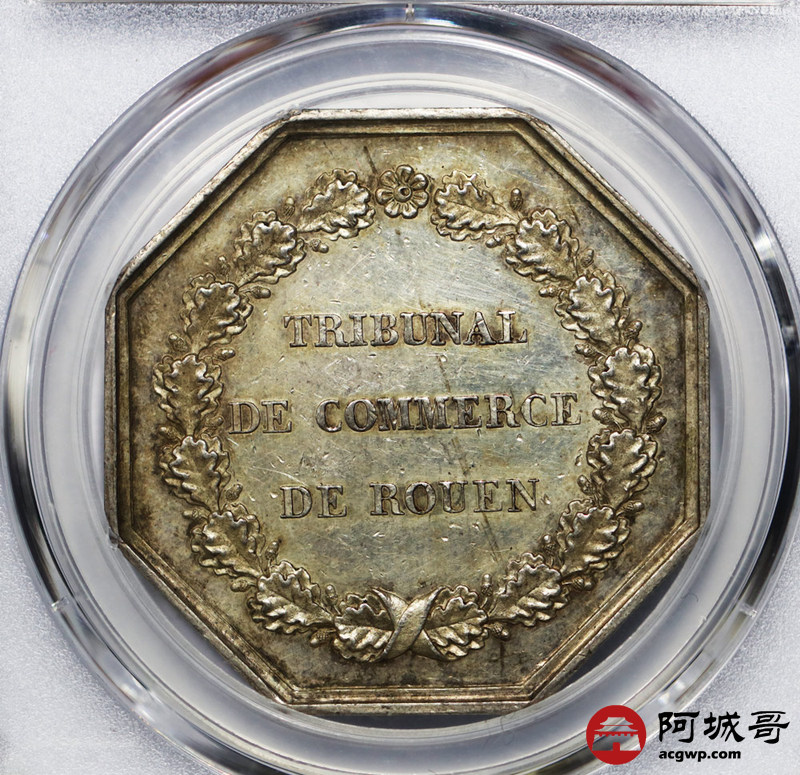 TRIBUNAL
DE COMMERCE
DE ROUEN
阿城哥
acgwp.com